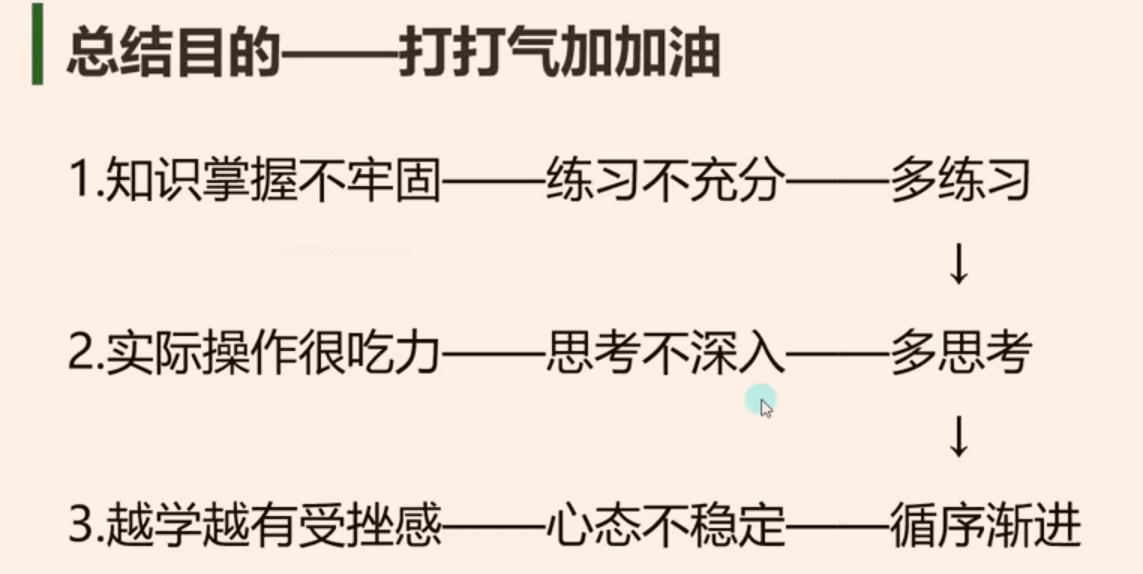 总结目的——打打气加加油
1.知识掌握不牢固——练习不充分——多练习
↓
2.实际操作很吃力——思考不深入——多思考
↓
3.越学越有受挫感——心态不稳定——循序渐进